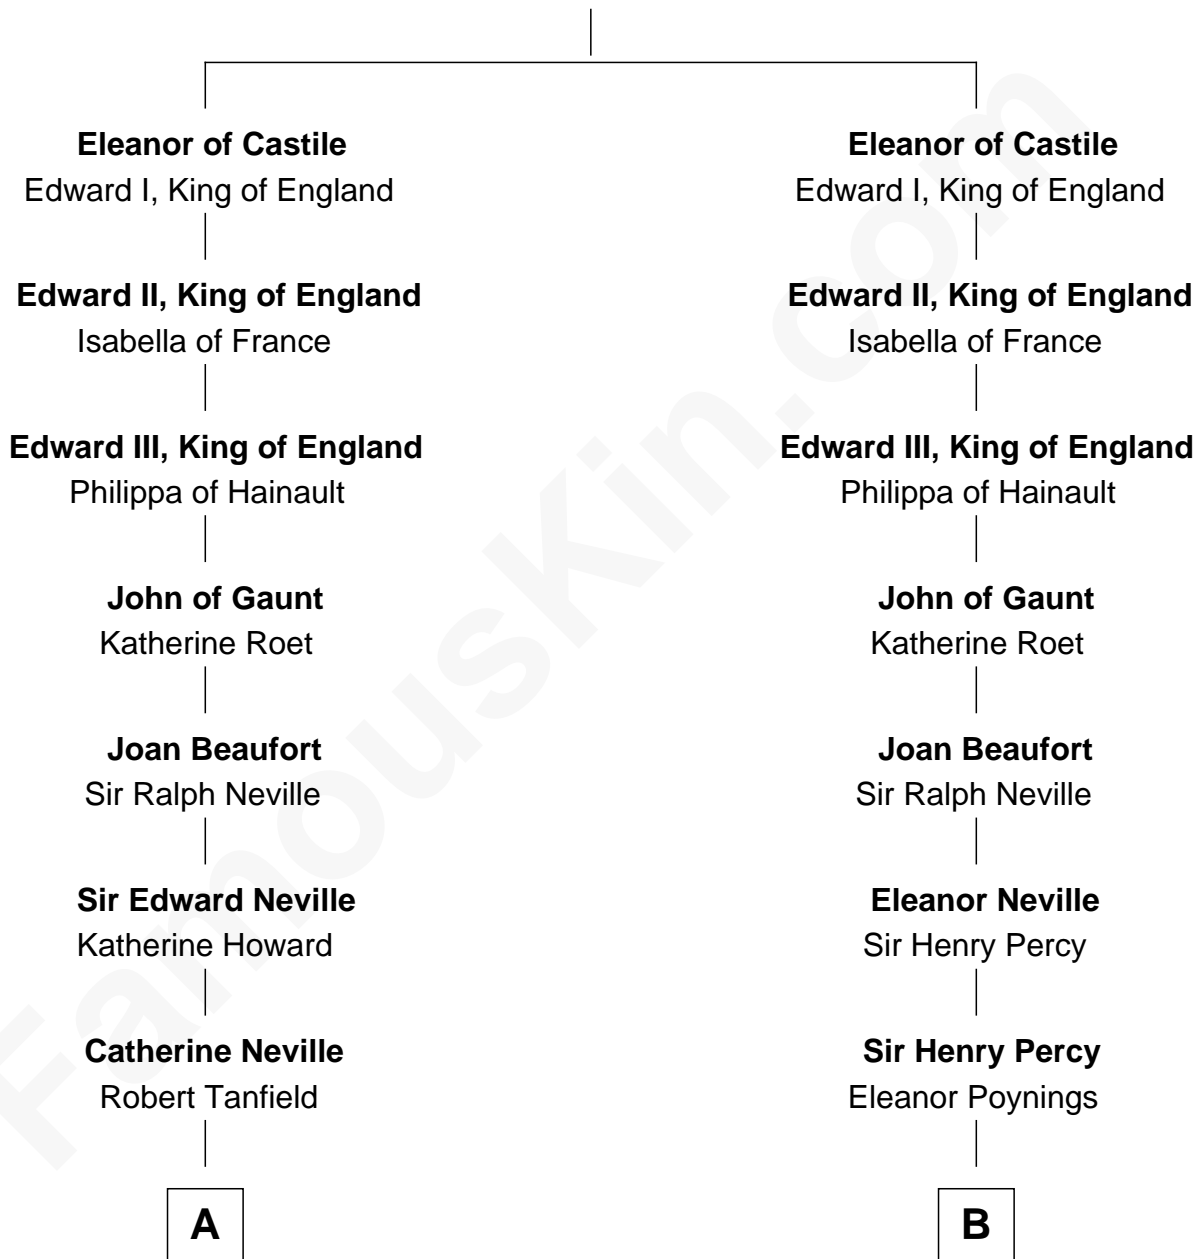 Eleanor of Castile
Edward I, King of England
Edward II, King of England
Isabella of France
Edward III, King of England
Philippa of Hainault
John of Gaunt
Katherine Roet
Joan Beaufort
Sir Ralph Neville
Sir Edward Neville
Katherine Howard
Catherine Neville
Robert Tanfield
A
Eleanor of Castile
Edward I, King of England
Edward II, King of England
Isabella of France
Edward III, King of England
Philippa of Hainault
John of Gaunt
Katherine Roet
Joan Beaufort
Sir Ralph Neville
Eleanor Neville
Sir Henry Percy
Sir Henry Percy
Eleanor Poynings
B
FamousKin.com